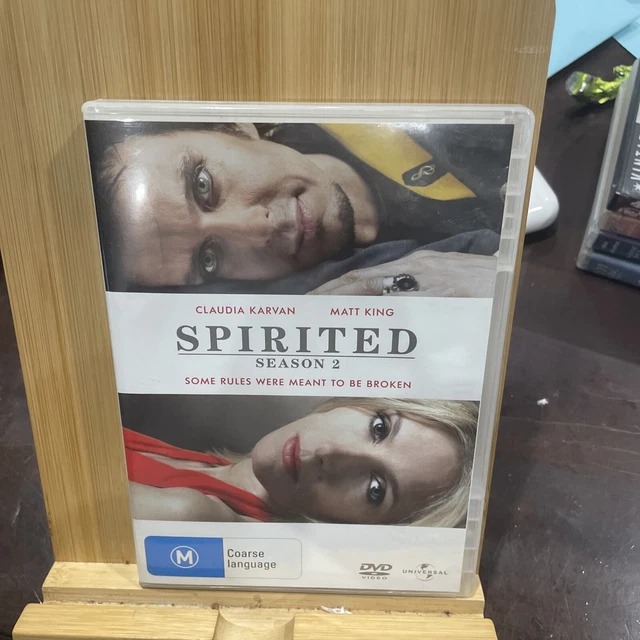 CLAUDIA KARVAN MATT KING
SPIRITED
SEASON 2
SOME RULES WERE MEANT TO BE BROKEN
M
Coarse
language
DVD
VIDEO
UNIVERSAL